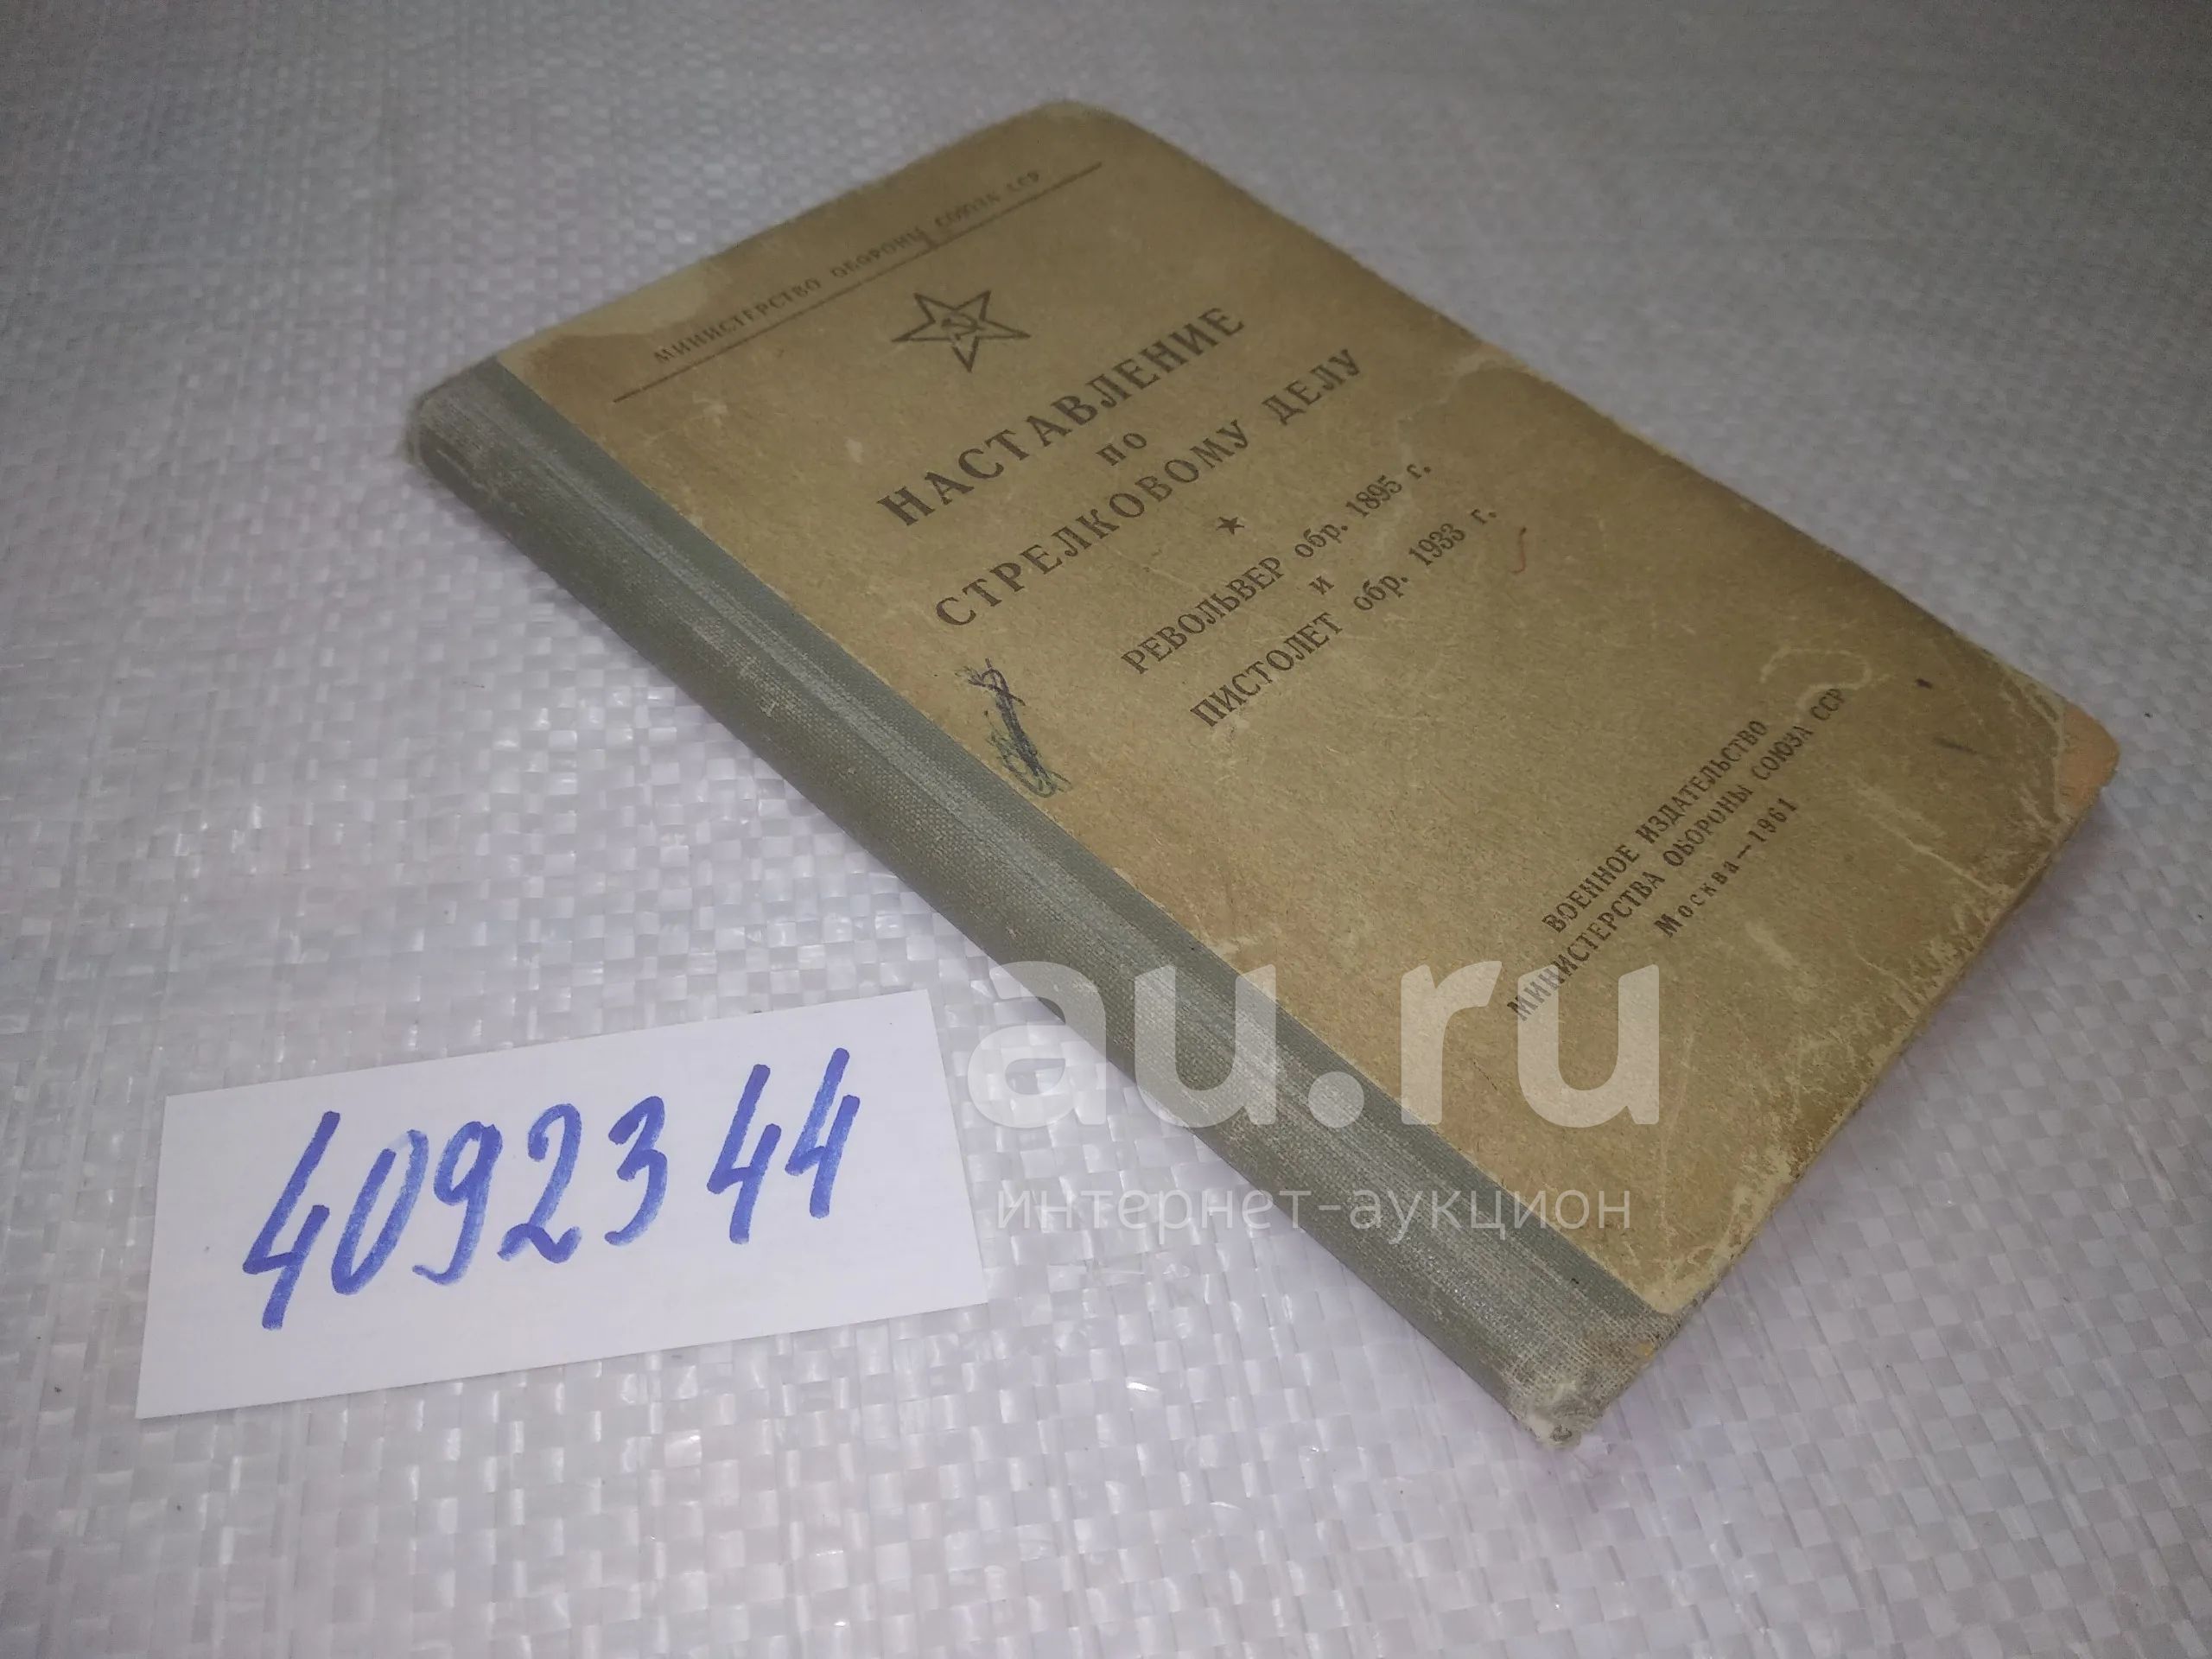 МИНИСТЕРСТВО ОБОРОНЫ СОЮЗА ССР
НАСТАВЛЕНИЕ
ПО
СТРЕЛКОВОМУ ДЕЛУ
РЕВОЛЬВЕР обр. 1895 г.
и
ПИСТОЛЕТ обр. 1933 г.
ВОЕННОЕ ИЗДАТЕЛЬСТВО
МИНИСТЕРСТВА ОБОРОНЫ СОЮЗА ССР
Москва—1961
4092344
au.ru
интернет-аукцион